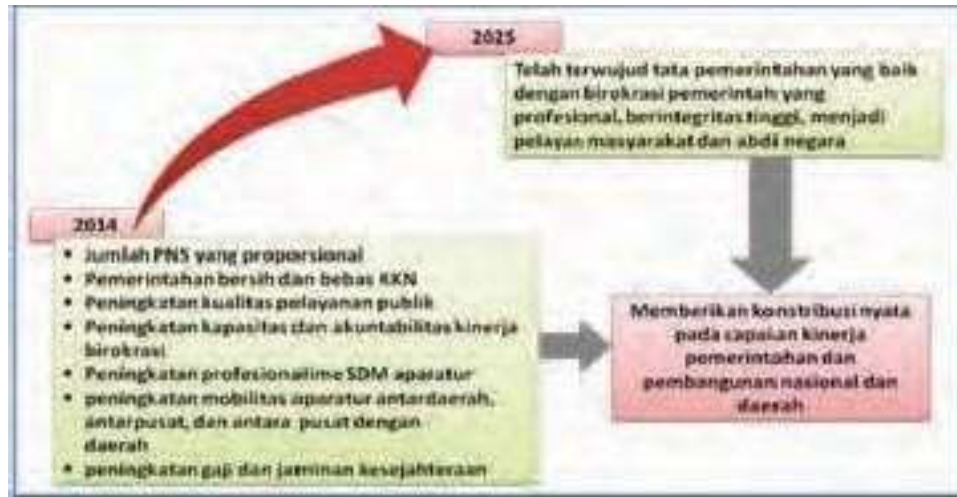 2025
Telah terwujud tata pemerintahan yang baik
dengan birokrasi pemerintah yang
profesional, berintegritas tinggi, menjadi
pelayan masyarakat dan abdi negara
2014
• Jumlah PNS yang proporsional
• Pemerintahan bersih dan bebas KKN
• Peningkatan kualitas pelayanan publik
• Peningkatan kapasitas dan akuntabilitas kinerja
birokrasi
• Peningkatan profesionalime SDM aparatur
• peningkatan mobilitas aparatur antardaerah,
antarpusat, dan antara pusat dengan
daerah
• peningkatan gaji dan jaminan kesejahteraan
Memberikan konstribusi nyata
pada capaian kinerja
pemerintahan dan
pembangunan nasional dan
daerah